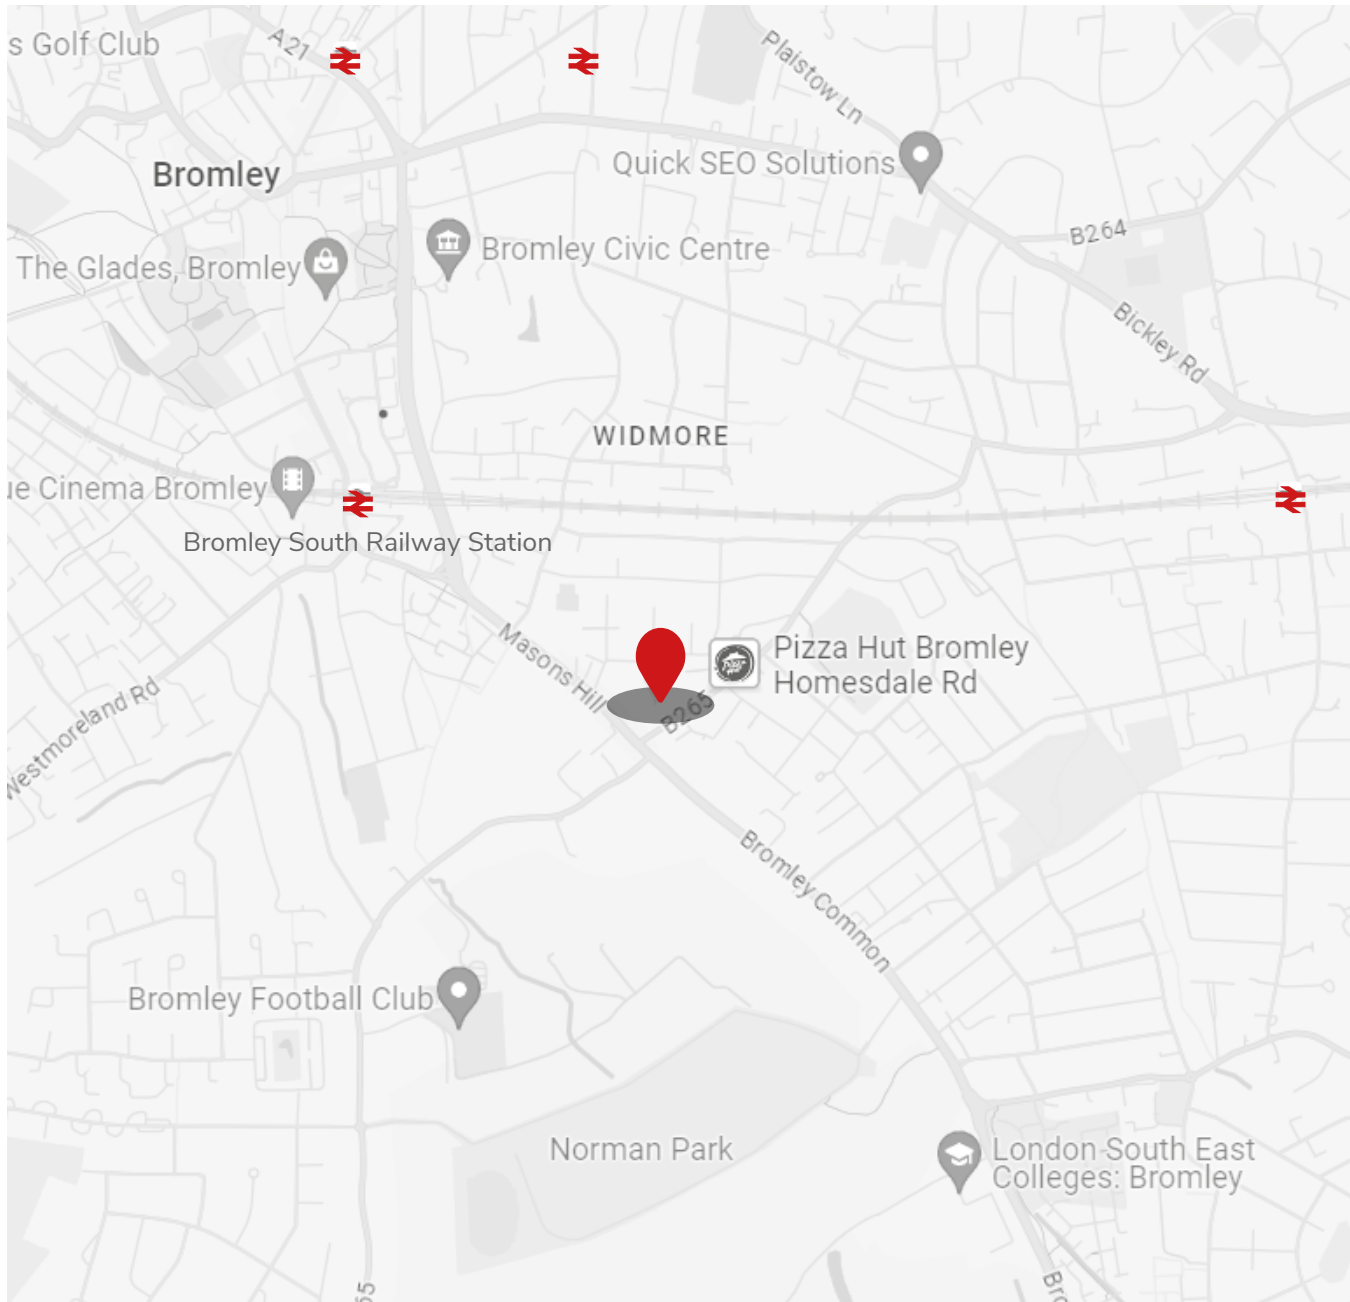 s Golf Club
A21
Plaistow Ln
Quick SEO Solutions
Bromley
B264
Bromley Civic Centre
The Glades, Bromley
Bickley Rd
WIDMORE
ue Cinema Bromley
Bromley South Railway Station
Masons Hill
Pizza Hut Bromley
Homesdale Rd
B265
Westmoreland Rd
Bromley Common
Bromley Football Club
Norman Park
London South East
Colleges: Bromley
Bro